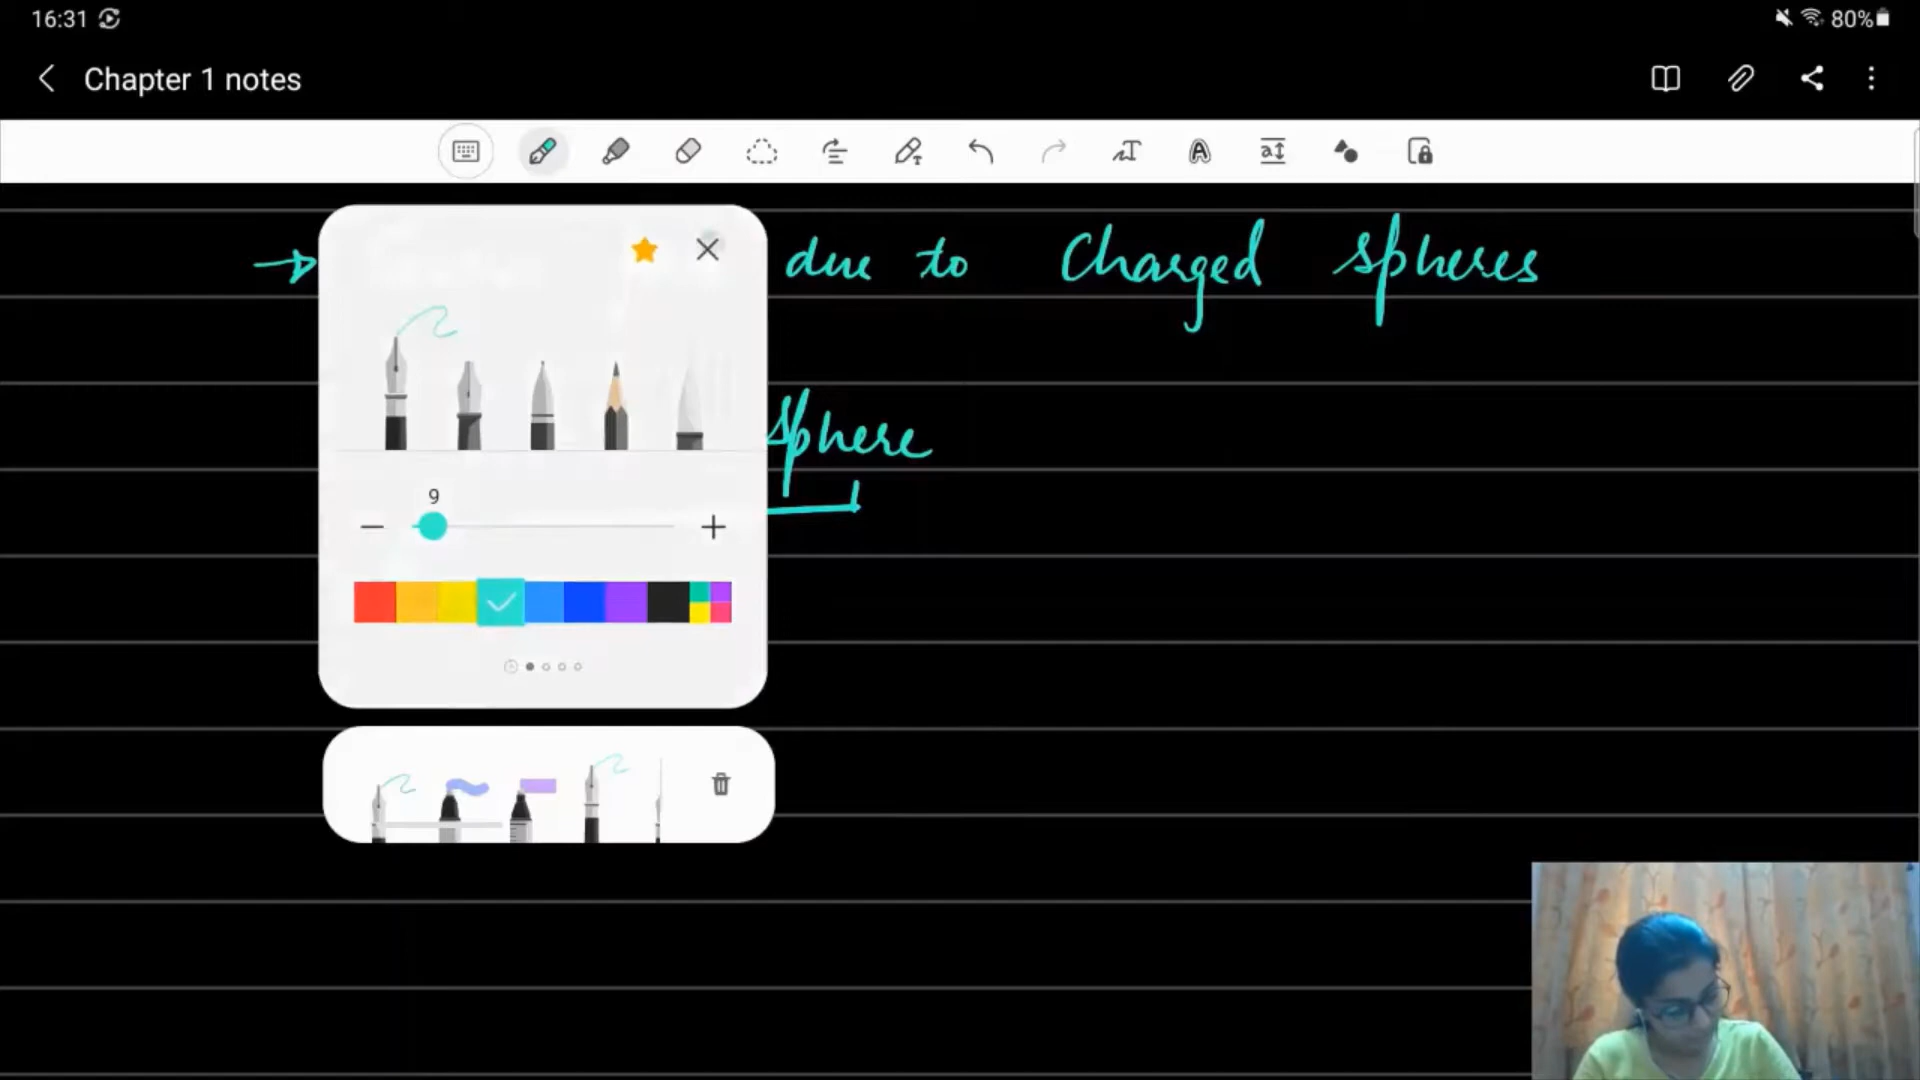 16:31 80%
Chapter 1 notes
→ due to Charged spheres
sphere
9